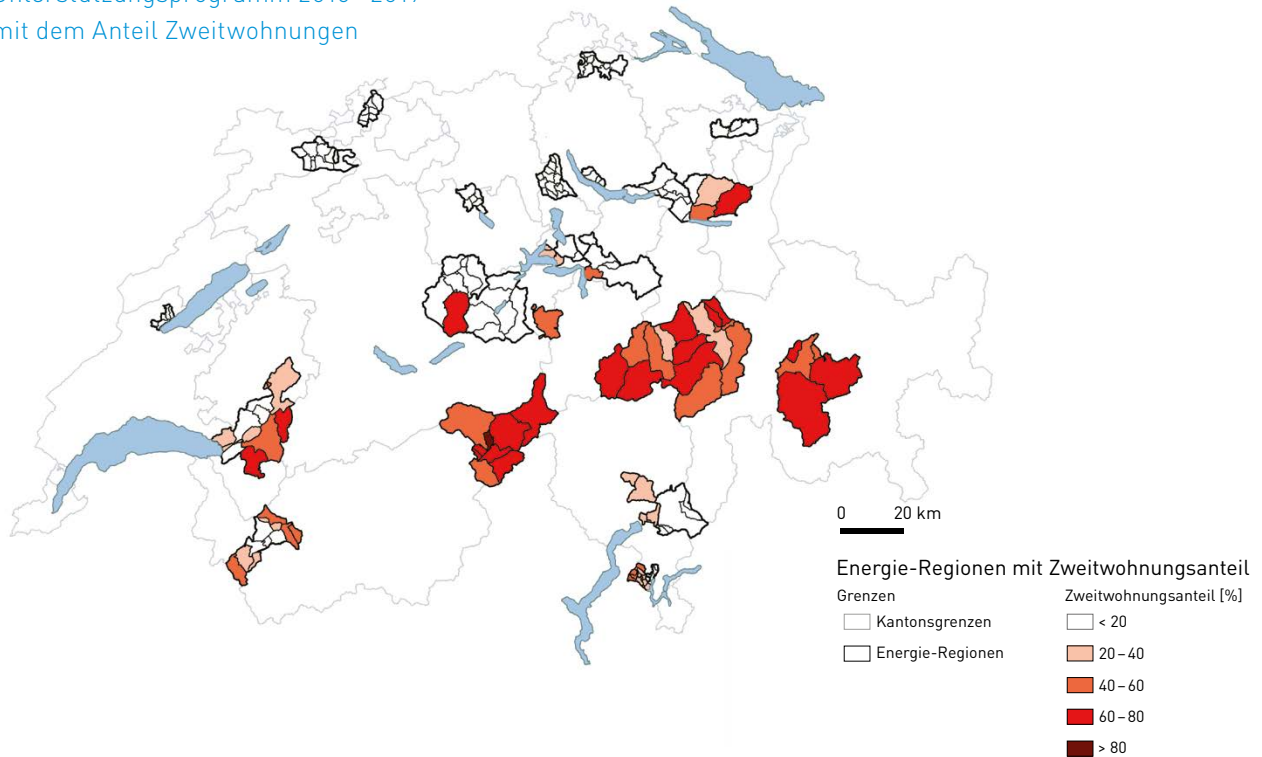 mit dem Anteil Zweitwohnungen
0 20 km
Energie-Regionen mit Zweitwohnungsanteil
Grenzen
Kantonsgrenzen
Energie-Regionen
Zweitwohnungsanteil [%]
< 20
20–40
40–60
60–80
> 80